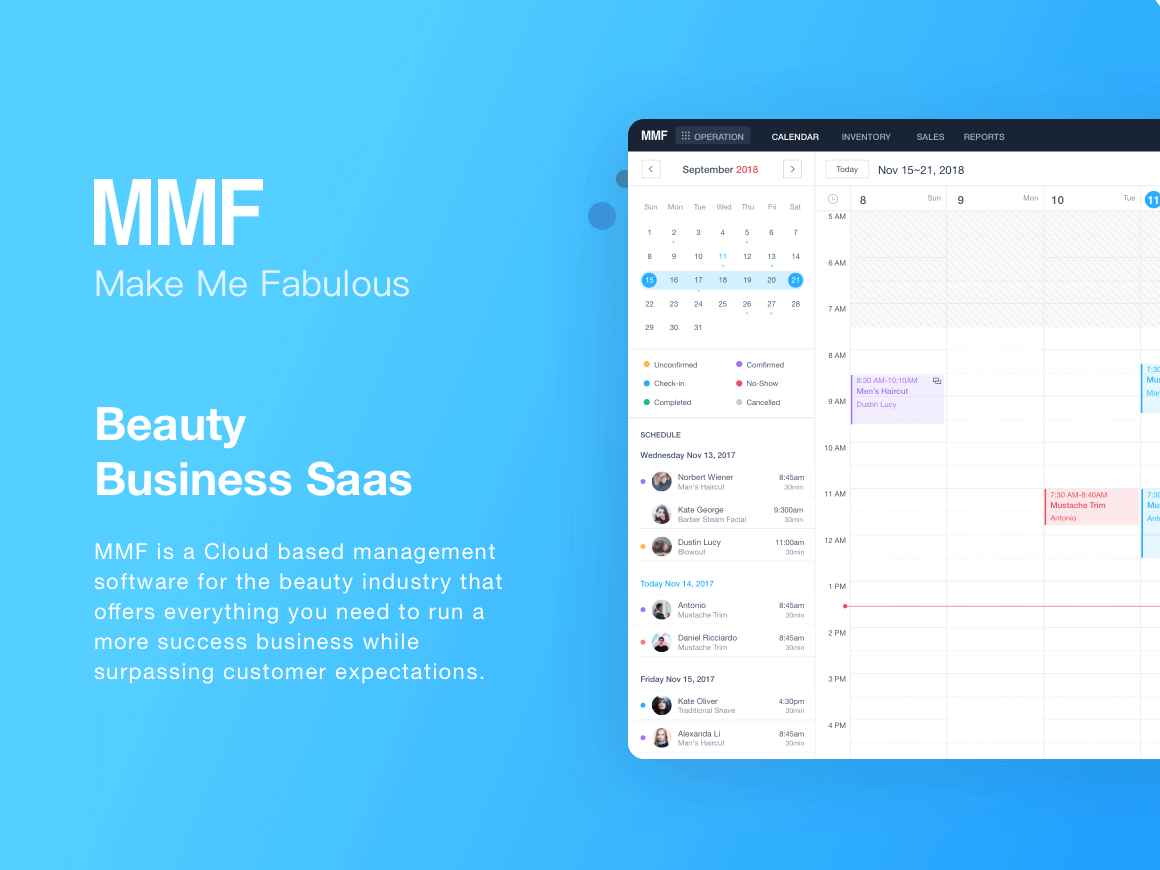 MMF
Make Me Fabulous
Beauty
Business Saas
MMF is a Cloud based management
software for the beauty industry that
offers everything you need to run a
more success business while
surpassing customer expectations.
MMF OPERATION CALENDAR INVENTORY SALES REPORTS
September 2018
Sun Mon Tue Wed Thu Fri Sat
1 2 3 4 5 6 7
8 9 10 11 12 13 14
15 16 17 18 19 20 21
22 23 24 25 26 27 28
29 30 31
Unconfirmed Comfirmed
Check-in No-Show
Completed Cancelled
SCHEDULE
Wednesday Nov 13, 2017
Norbert Wiener 8:45am
Man's Haircut 30min
Kate George 9:300am
Barber Steam Facial 30min
Dustin Lucy 11:00am
Blowout 30min
Today Nov 14, 2017
Antonio 8:45am
Mustache Trim 30min
Daniel Ricciardo 8:45am
Mustache Trim 30min
Friday Nov 15, 2017
Kate Oliver 4:30pm
Traditional Shave 30min
Alexanda Li 8:45am
Man's Haircut 30min
Today Nov 15~21, 2018
8 Sun 9 Mon 10 Tue 11
5 AM
6 AM
7 AM
8 AM
9 AM
10 AM
11 AM
12 AM
1 PM
2 PM
3 PM
4 PM
8:30 AM-10:10AM
Men's Haircut
Dustin Lucy
7:30 AM-8:40AM
Mustache Trim
Antonio
7:30
Mus
Mar
7:30
Mu
Anto